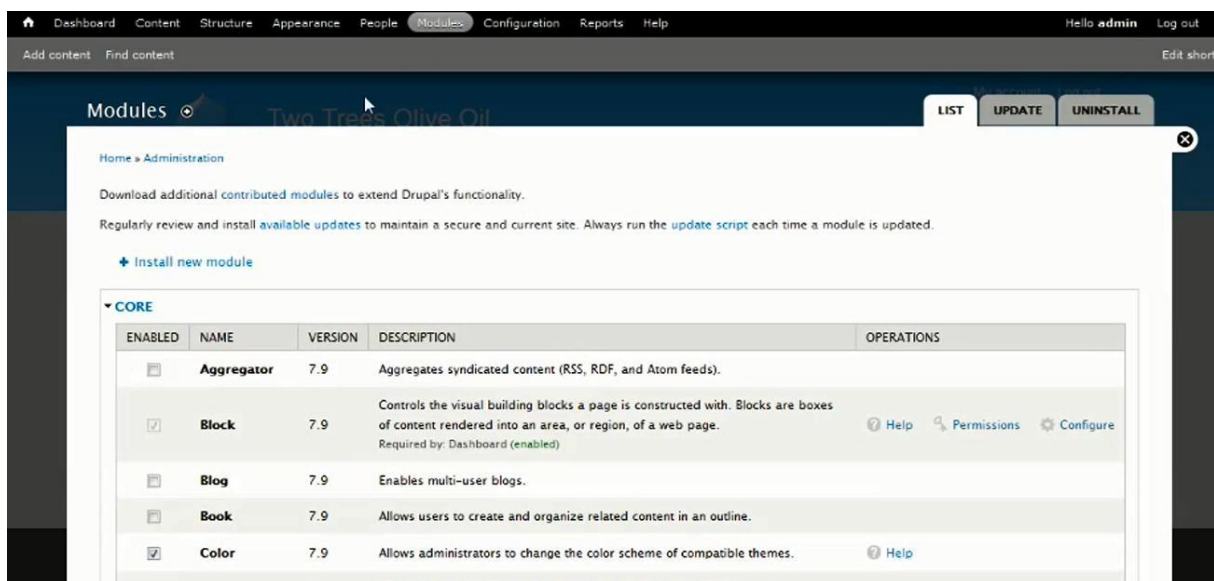 Dashboard Content Structure Appearance People Modules Configuration Reports Help Hello admin Log out
Add content Find content Edit short
My account Log out
Modules
Two Trees Olive Oil
LIST UPDATE UNINSTALL
Home » Administration
Download additional contributed modules to extend Drupal's functionality.
Regularly review and install available updates to maintain a secure and current site. Always run the update script each time a module is updated.
+ Install new module
CORE
ENABLED NAME VERSION DESCRIPTION OPERATIONS
Aggregator 7.9 Aggregates syndicated content (RSS, RDF, and Atom feeds).
Controls the visual building blocks a page is constructed with. Blocks are boxes
Block 7.9 of content rendered into an area, or region, of a web page. Help Permissions Configure
Required by: Dashboard (enabled)
Blog 7.9 Enables multi-user blogs.
Book 7.9 Allows users to create and organize related content in an outline.
Color 7.9 Allows administrators to change the color scheme of compatible themes. Help